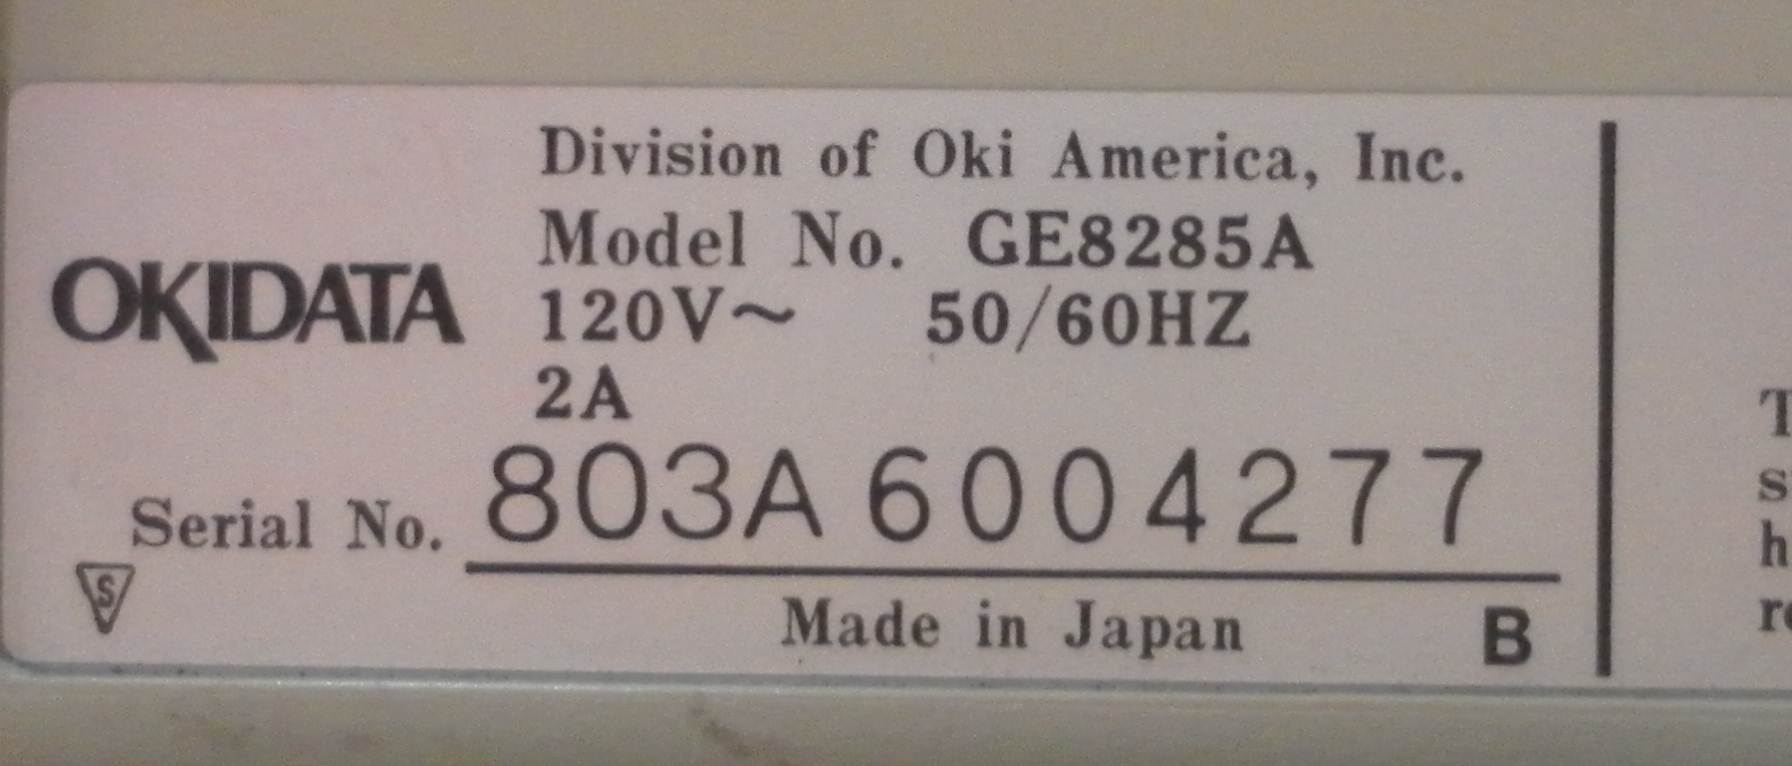 Division of Oki America, Inc.
Model No. GE8285A
OKIDATA
120V~ 50/60HZ
2A
Serial No. 803A6004277
S
Made in Japan B